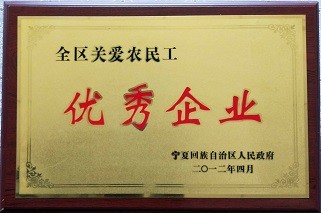 全区关爱农民工
优秀企业
宁夏回族自治区人民政府
二〇一二年四月